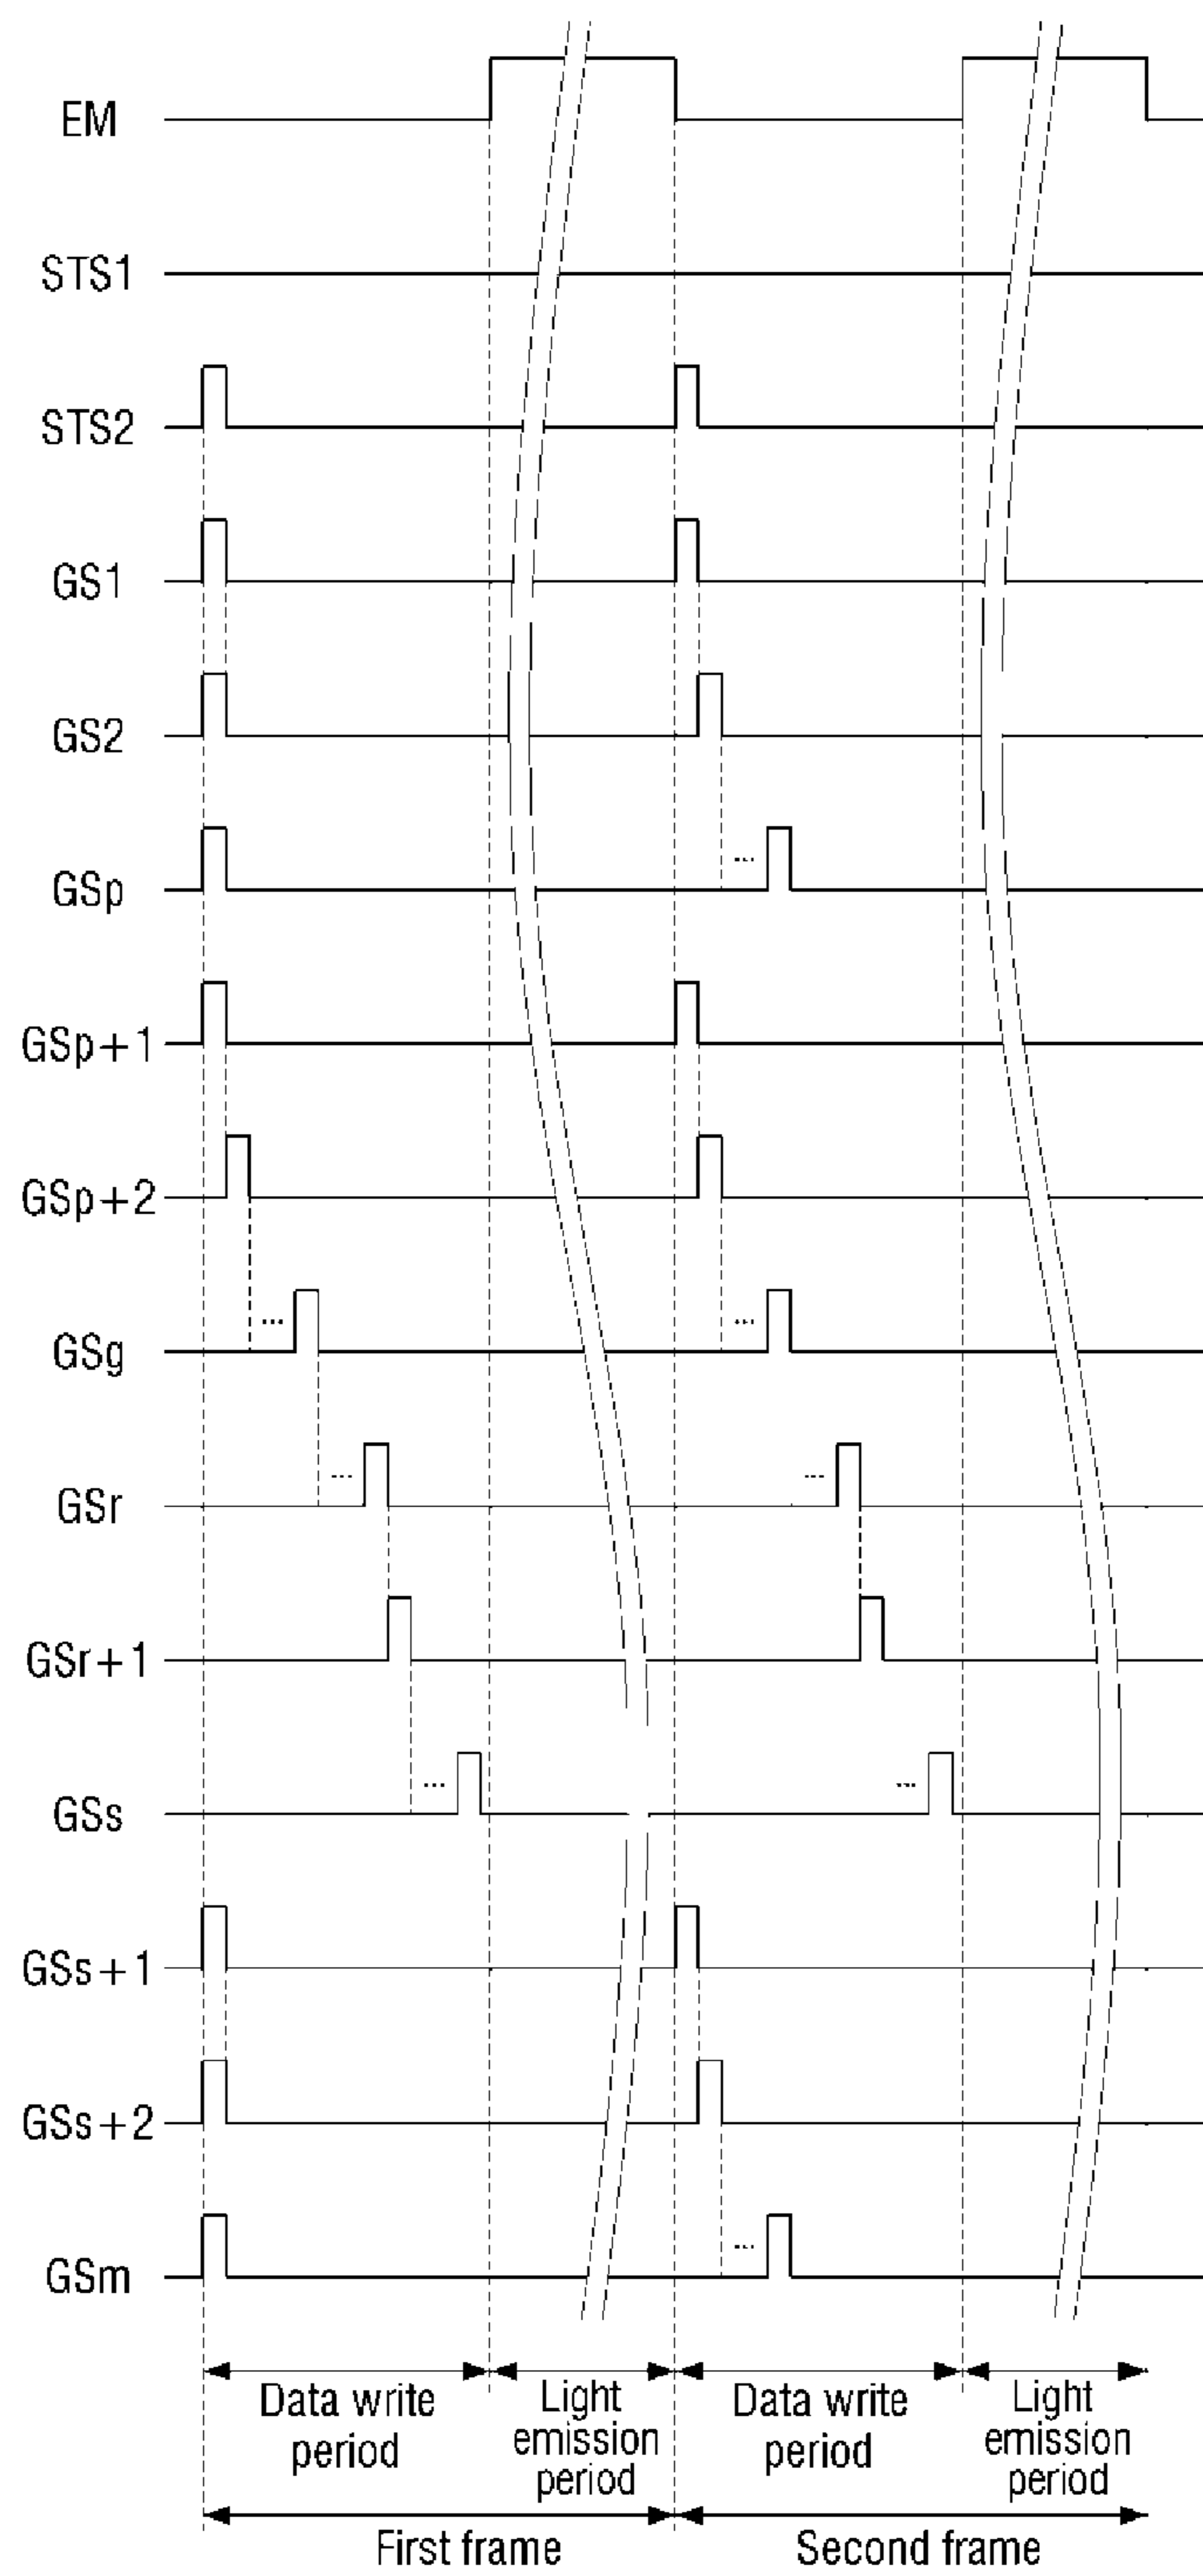 EM
STS1
STS2
GS1
GS2
GSp
...
GSp+1
GSp+2
GSg
... ...
GSr
... ...
GSr+1
GSs
... ...
GSs+1
GSs+2
GSm
...
Data write period
Light emission period
Data write period
Light emission period
First frame
Second frame